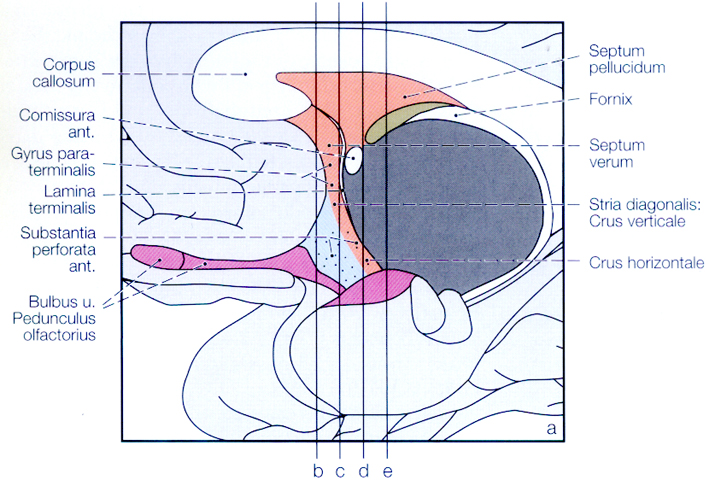 Corpus
callosum
Comissura
ant.
Gyrus para-
terminalis
Lamina
terminalis
Substantia
perforata
ant.
Bulbus u.
Pedunculus
olfactorius
Septum
pellucidum
Fornix
Septum
verum
Stria diagonalis:
Crus verticale
Crus horizontale
a
b c d e